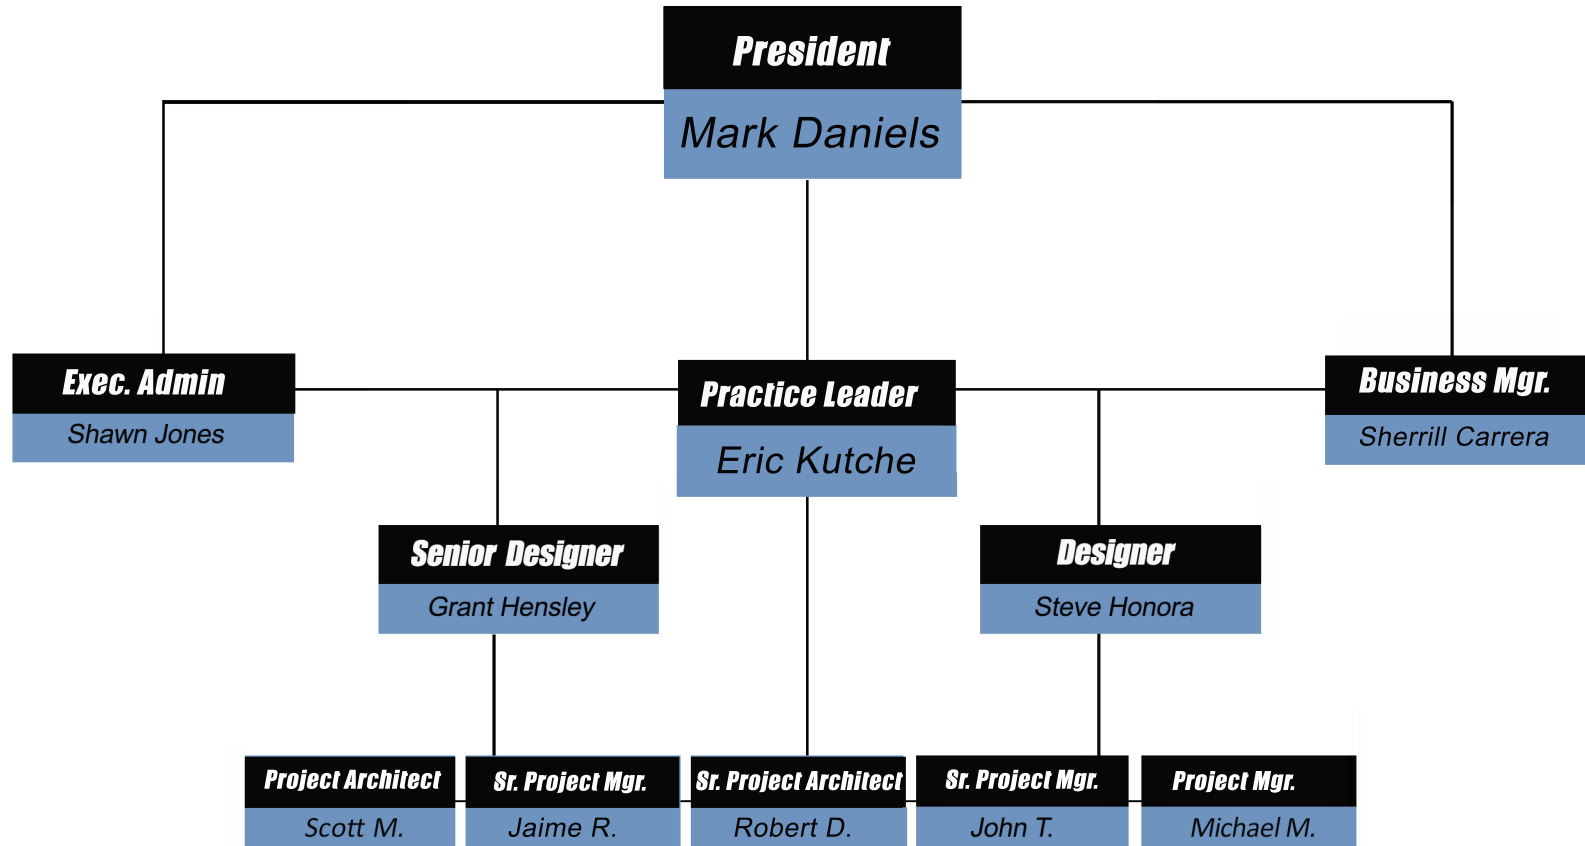 President
Mark Daniels
Exec. Admin
Shawn Jones
Practice Leader
Eric Kutche
Business Mgr.
Sherrill Carrera
Senior Designer
Grant Hensley
Designer
Steve Honora
Project Architect
Scott M.
Sr. Project Mgr.
Jaime R.
Sr. Project Architect
Robert D.
Sr. Project Mgr.
John T.
Project Mgr.
Michael M.